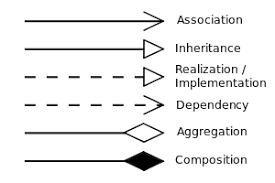 Association
Inheritance
Realization /
Implementation
Dependency
Aggregation
Composition